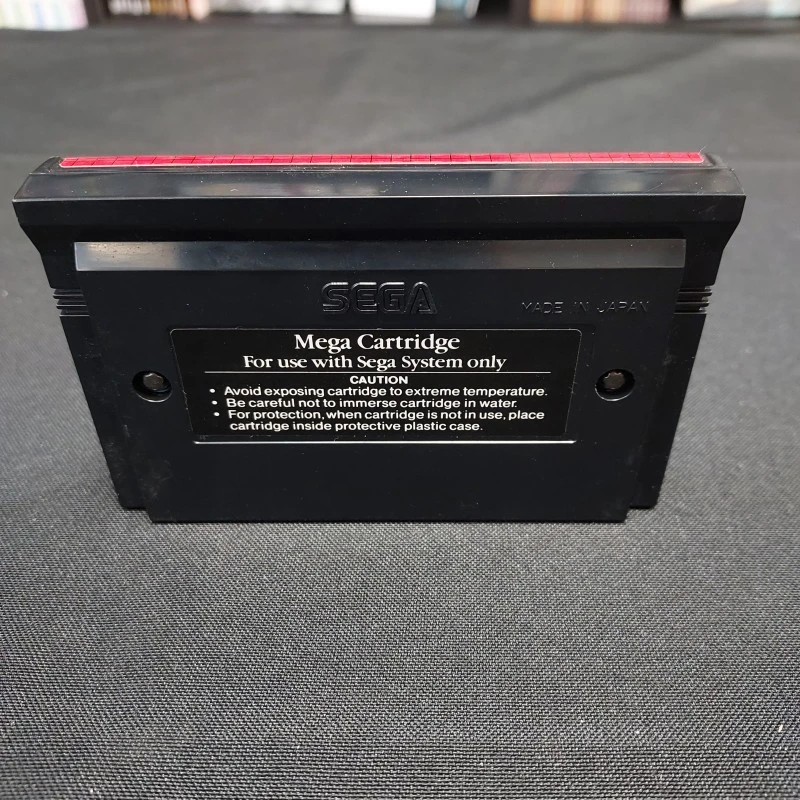 SEGA
MADE IN JAPAN
Mega Cartridge
For use with Sega System only
CAUTION
• Avoid exposing cartridge to extreme temperature.
• Be careful not to immerse cartridge in water.
• For protection, when cartridge is not in use, place
cartridge inside protective plastic case.